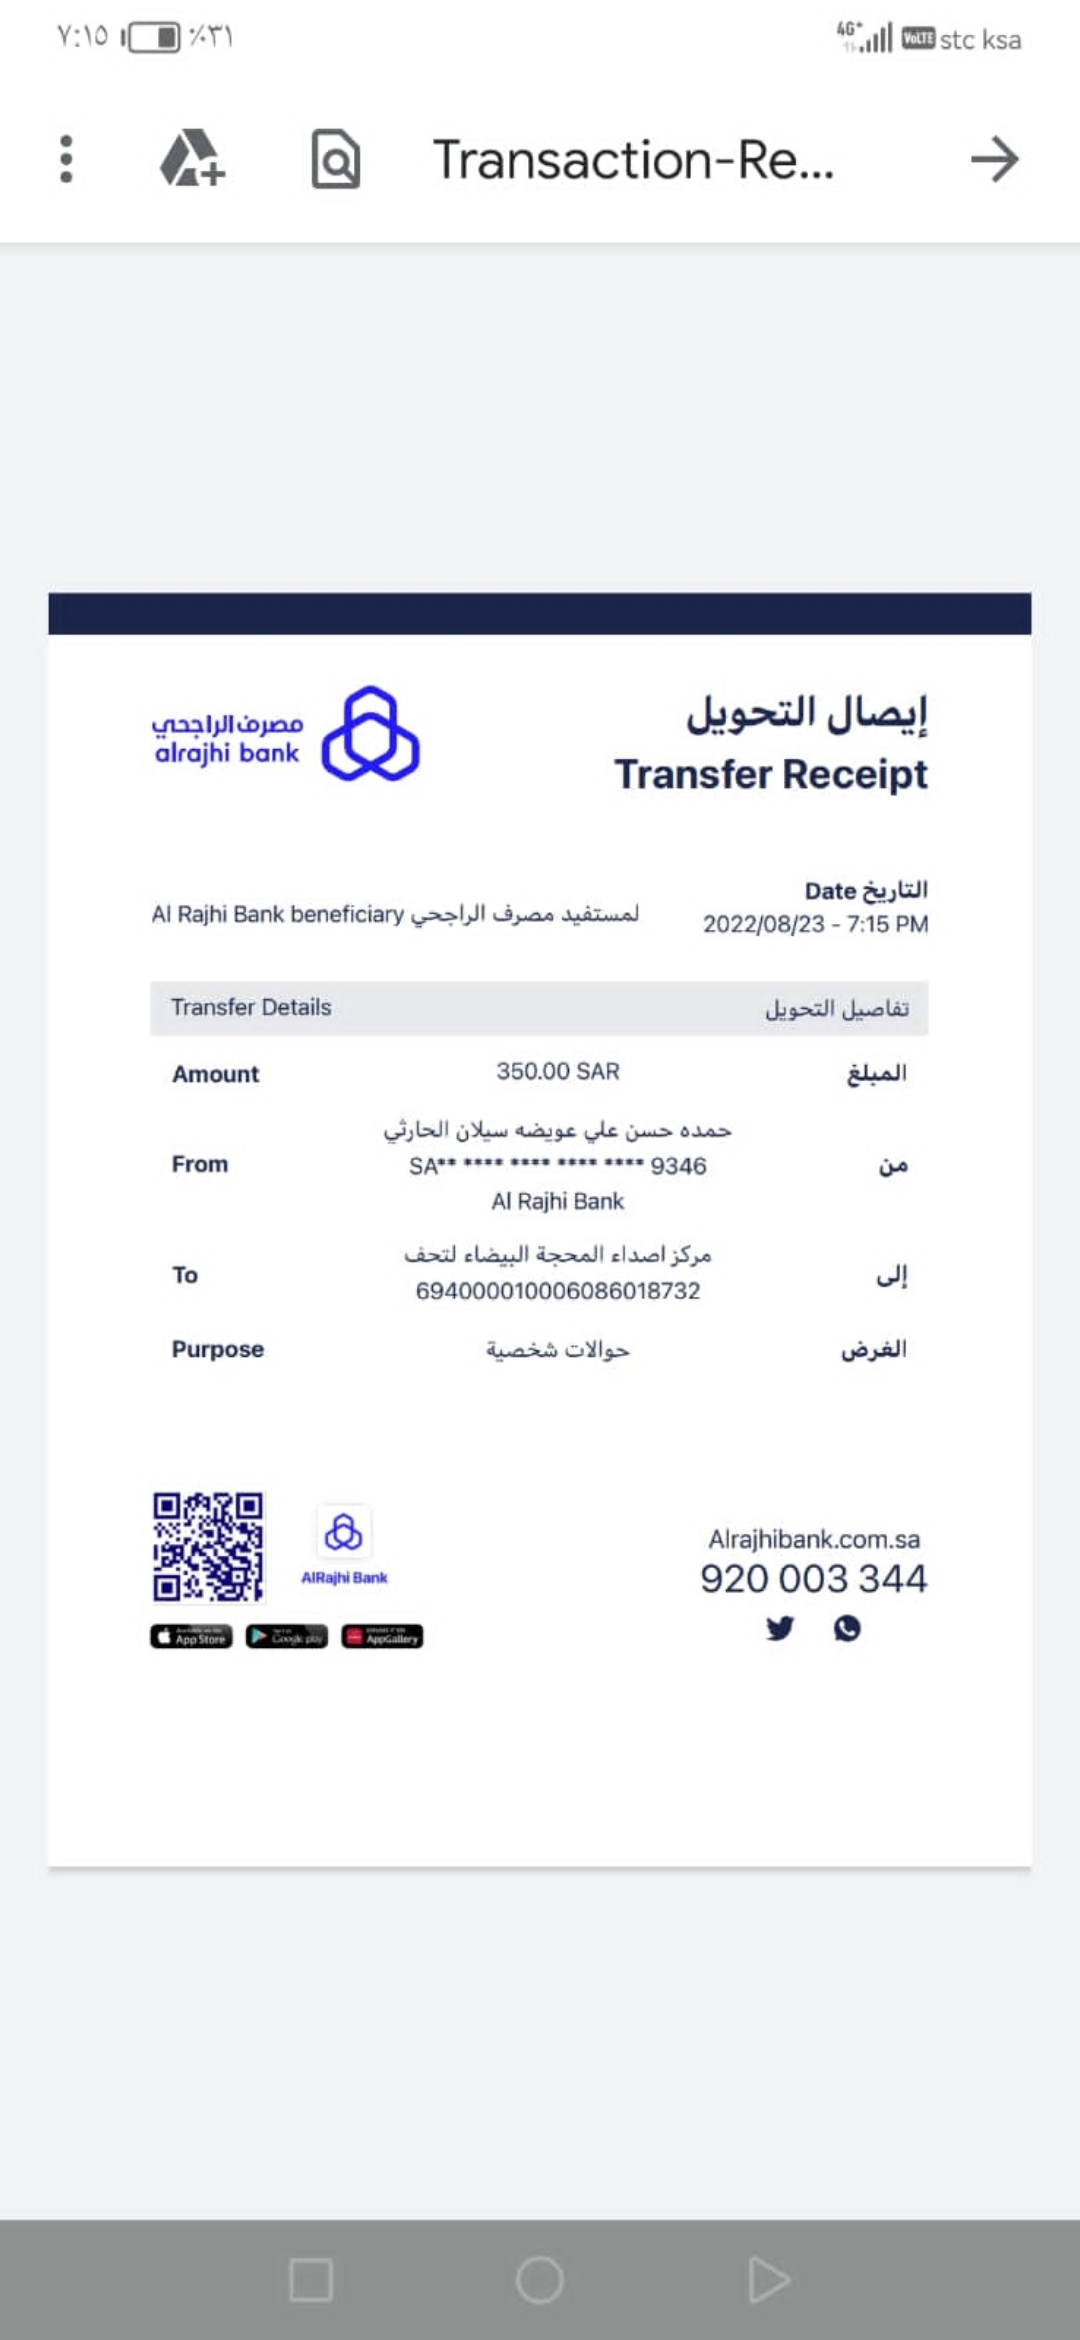 ٧:١٥ ٪٣١ 4G+ VoLTE stc ksa
Transaction-Re...
مصرف الراجحي
alrajhi bank
إيصال التحويل
Transfer Receipt
التاريخ Date
2022/08/23 - 7:15 PM
Al Rajhi Bank beneficiary لمستفيد مصرف الراجحي
Transfer Details تفاصيل التحويل
Amount 350.00 SAR المبلغ
حمده حسن علي عويضه سيلان الحارثي
From SA** **** **** **** **** 9346 من
Al Rajhi Bank
مركز اصداء المحجة البيضاء لتحف
To 694000010006086018732 إلى
Purpose حوالات شخصية الغرض
AlRajhi Bank
App Store Google play AppGallery
Alrajhibank.com.sa
920 003 344